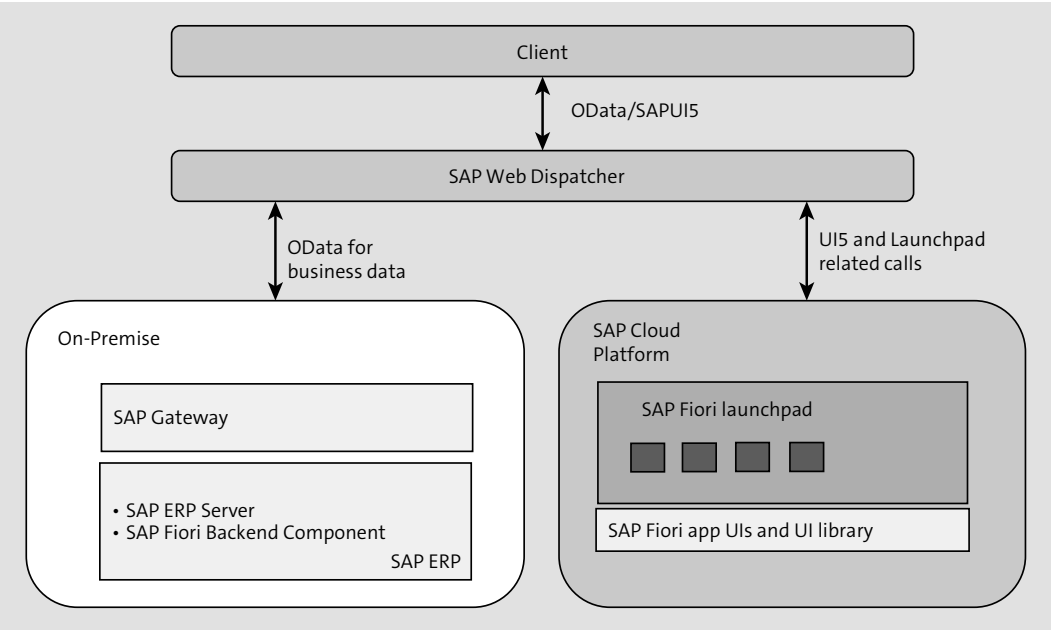 Client
OData/SAPUI5
SAP Web Dispatcher
OData for
business data
UI5 and Launchpad
related calls
On-Premise
SAP Gateway
• SAP ERP Server
• SAP Fiori Backend Component
SAP ERP
SAP Cloud
Platform
SAP Fiori launchpad
SAP Fiori app UIs and UI library